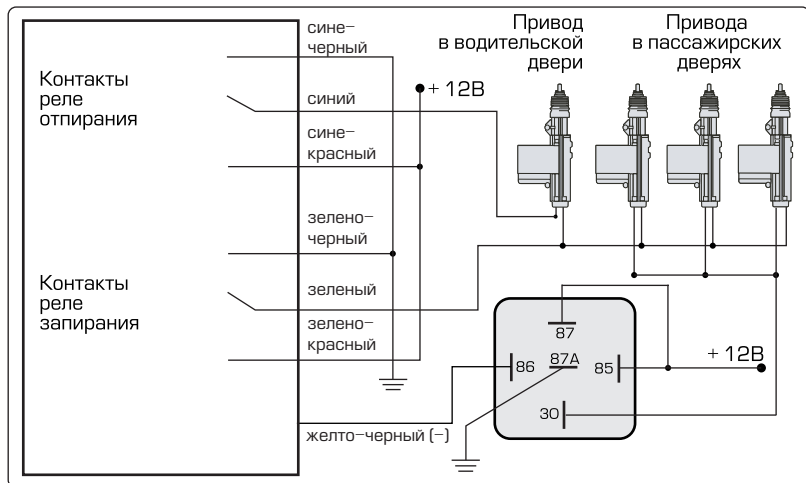 сине-
черный
Контакты
реле
отпирания
синий
сине-
красный
+ 12В
Привод
в водительской
двери
Привода
в пассажирских
дверях
зелено-
черный
Контакты
реле
запирания
зеленый
зелено-
красный
желто-черный (-)
87
86
87А
85
30
+ 12В